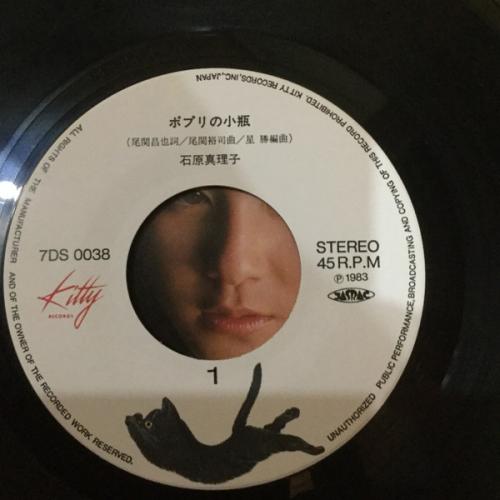 ポプリの小瓶
(尾関昌也詞/尾関裕司曲/星 勝編曲)
石原真理子
7DS 0038
STEREO
45 R.P.M
Ⓟ1983
Kitty
RECORDS
JASRAC
1
ALL RIGHTS OF THE MANUFACTURER AND OF THE OWNER OF THE RECORDED WORK RESERVED.
UNAUTHORIZED PUBLIC PERFORMANCE, BROADCASTING AND COPYING OF THIS RECORD PROHIBITED. KITTY RECORDS, INC, JAPAN